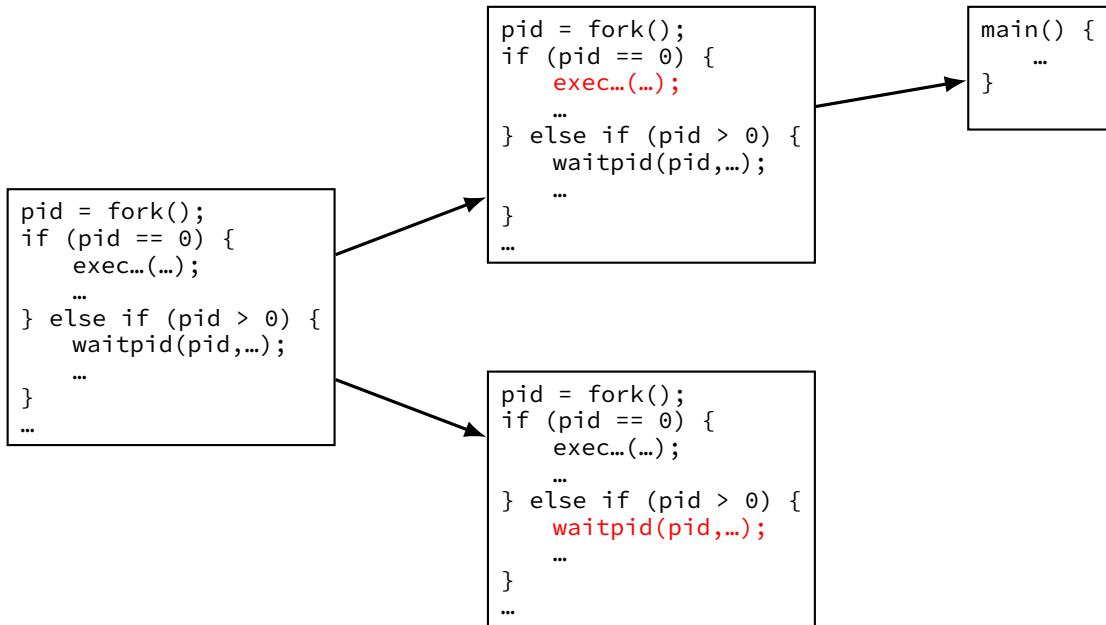 pid = fork();
if (pid == 0) {
    exec…(…);
    …
} else if (pid > 0) {
    waitpid(pid,…);
    …
}
…
pid = fork();
if (pid == 0) {
    exec…(…);
    …
} else if (pid > 0) {
    waitpid(pid,…);
    …
}
…
main() {
    …
}
pid = fork();
if (pid == 0) {
    exec…(…);
    …
} else if (pid > 0) {
    waitpid(pid,…);
    …
}
…